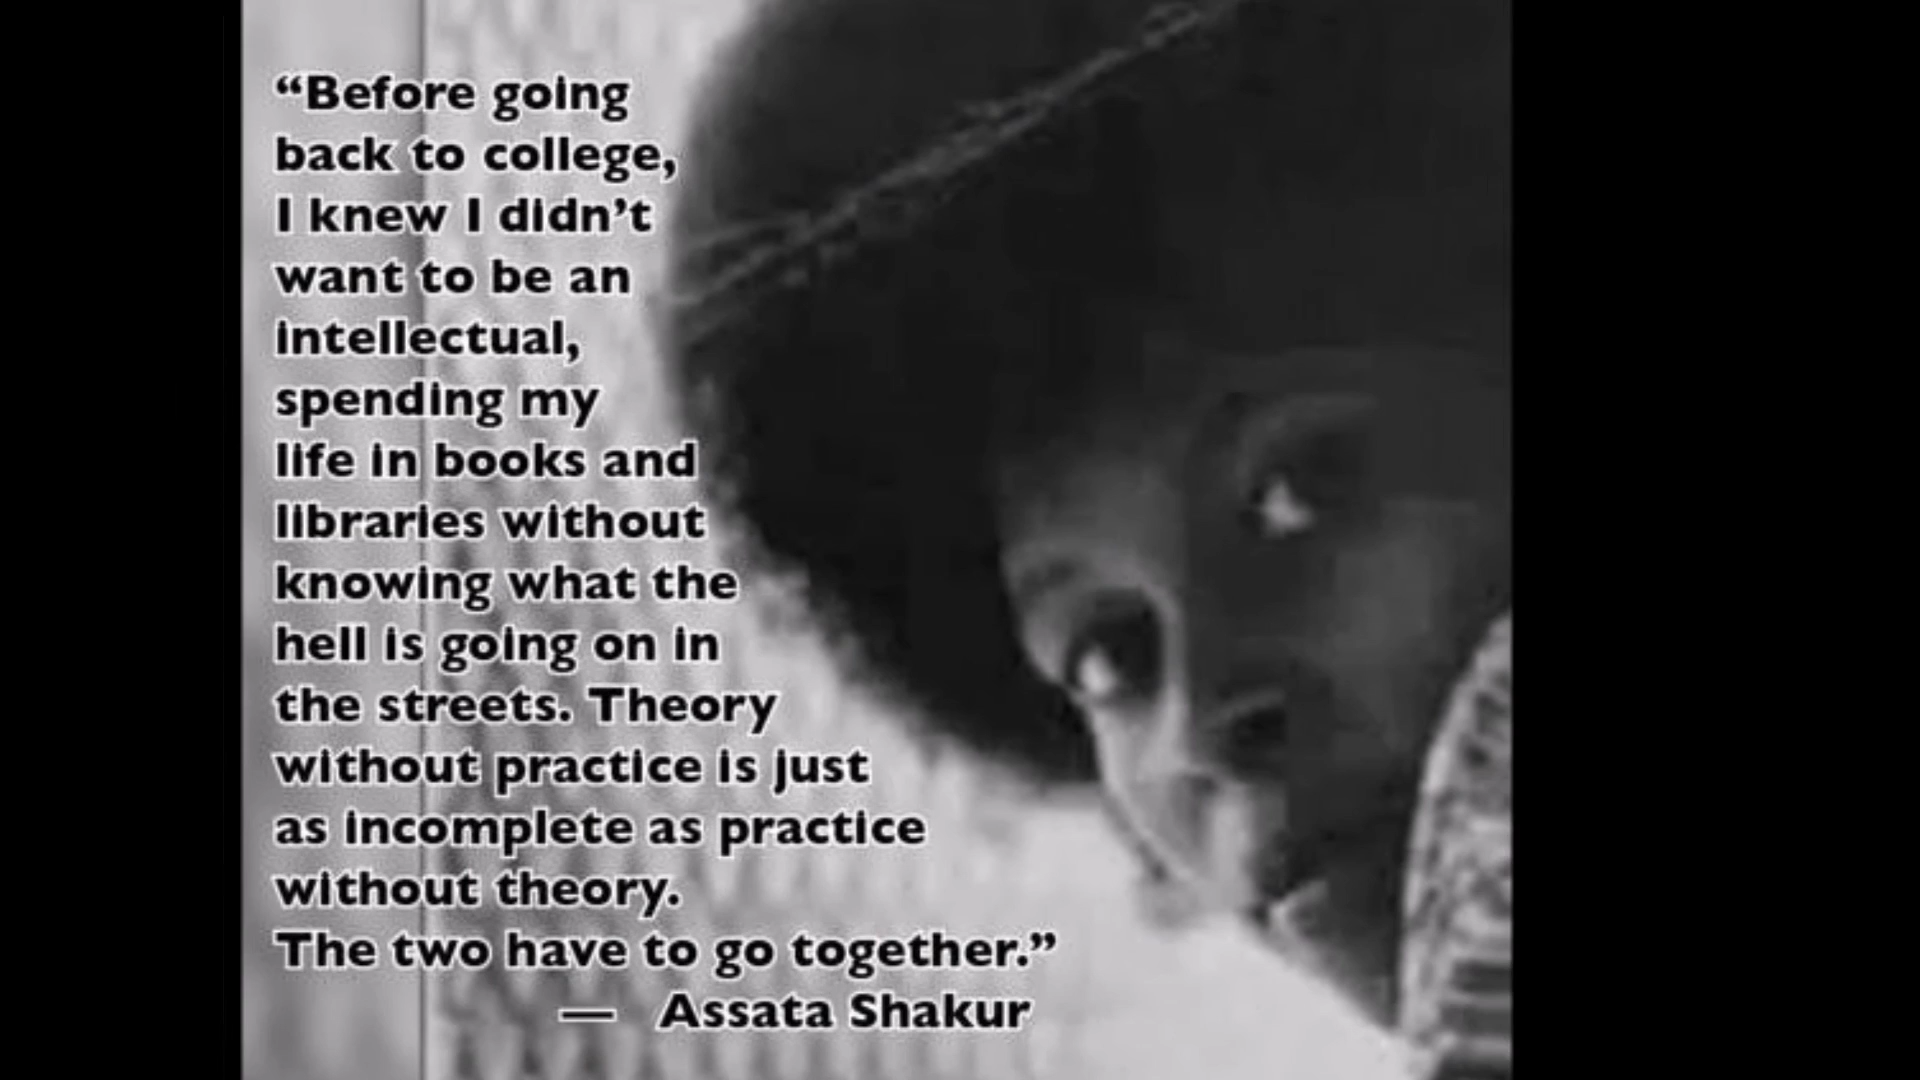 “Before going
back to college,
I knew I didn’t
want to be an
intellectual,
spending my
life in books and
libraries without
knowing what the
hell is going on in
the streets. Theory
without practice is just
as incomplete as practice
without theory.
The two have to go together.”
— Assata Shakur